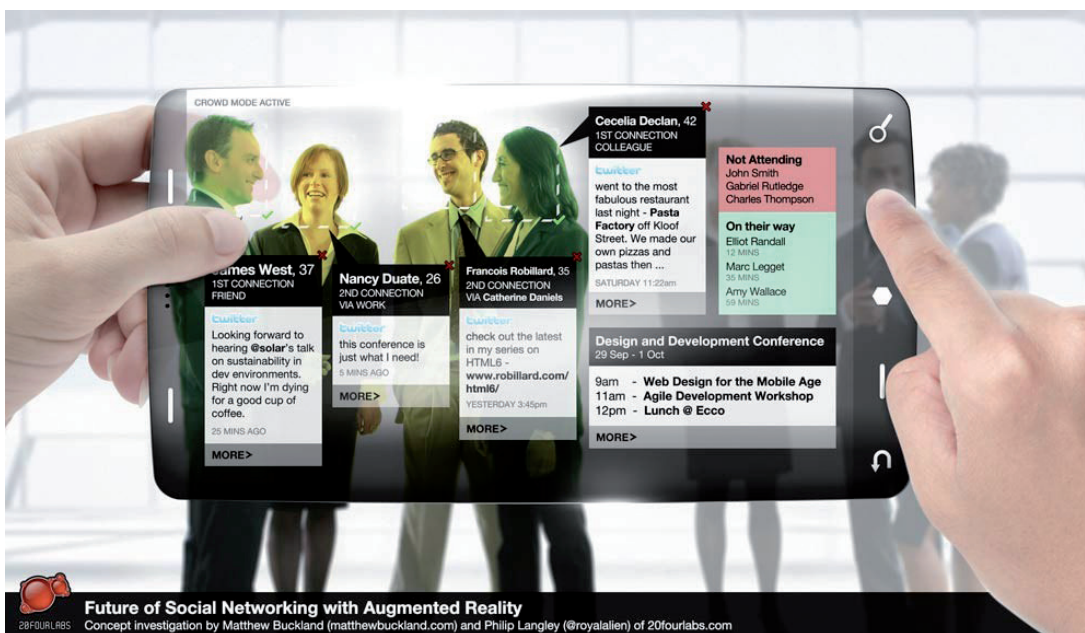 CROWD MODE ACTIVE
James West, 37
1ST CONNECTION
FRIEND
twitter
Looking forward to
hearing @solar's talk
on sustainability in
dev environments.
Right now I'm dying
for a good cup of
coffee.
25 MINS AGO
MORE>
Nancy Duate, 26
2ND CONNECTION
VIA WORK
twitter
this conference is
just what I need!
5 MINS AGO
MORE>
Francois Robillard, 35
2ND CONNECTION
VIA Catherine Daniels
twitter
check out the latest
in my series on
HTML6 -
www.robillard.com/
html6/
YESTERDAY 3:45pm
MORE>
Cecelia Declan, 42
1ST CONNECTION
COLLEAGUE
twitter
went to the most
fabulous restaurant
last night - Pasta
Factory off Kloof
Street. We made our
own pizzas and
pastas then ...
SATURDAY 11:22am
MORE>
Not Attending
John Smith
Gabriel Rutledge
Charles Thompson
On their way
Elliot Randall
12 MINS
Marc Legget
35 MINS
Amy Wallace
59 MINS
Design and Development Conference
29 Sep - 1 Oct
9am - Web Design for the Mobile Age
11am - Agile Development Workshop
12pm - Lunch @ Ecco
MORE>
20FOURLABS
Future of Social Networking with Augmented Reality
Concept investigation by Matthew Buckland (matthewbuckland.com) and Philip Langley (@royalalien) of 20fourlabs.com